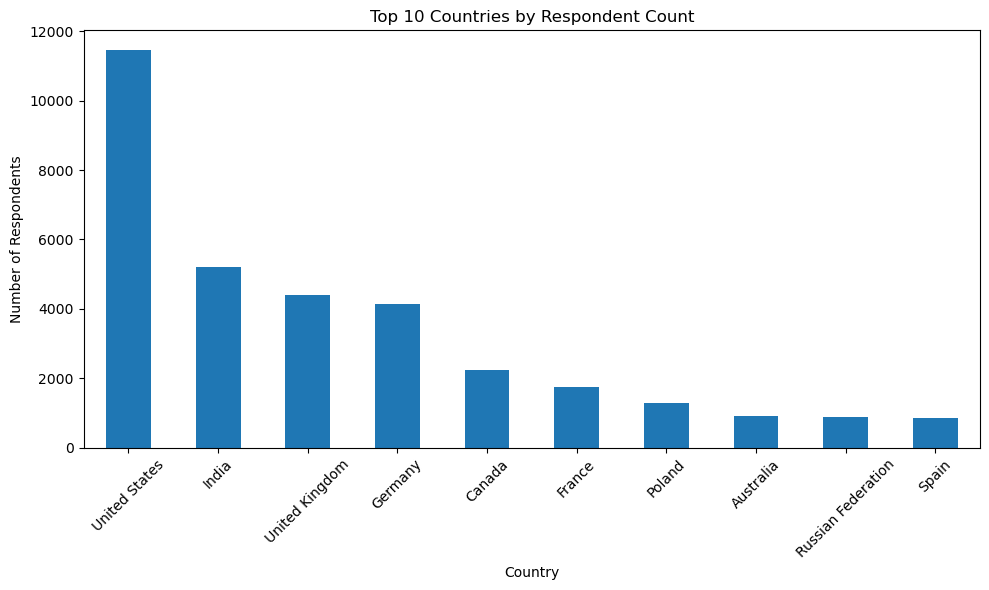 Top 10 Countries by Respondent Count
Number of Respondents
12000
10000
8000
6000
4000
2000
0
United States
India
United Kingdom
Germany
Canada
France
Poland
Australia
Russian Federation
Spain
Country